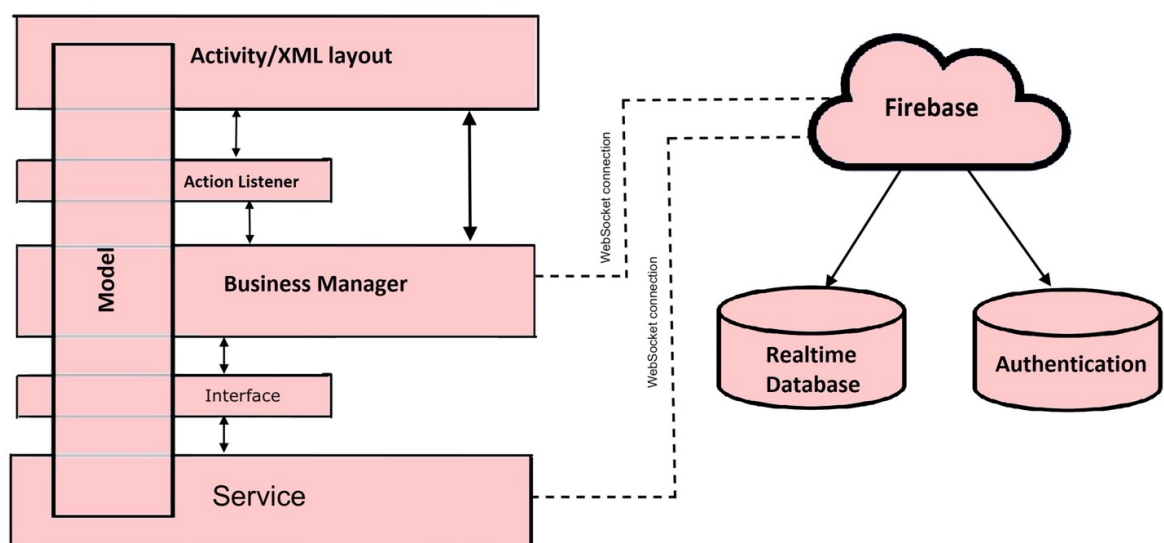 Activity/XML layout
Action Listener
Model
Business Manager
Interface
Service
WebSocket connection
WebSocket connection
Firebase
Realtime
Database
Authentication